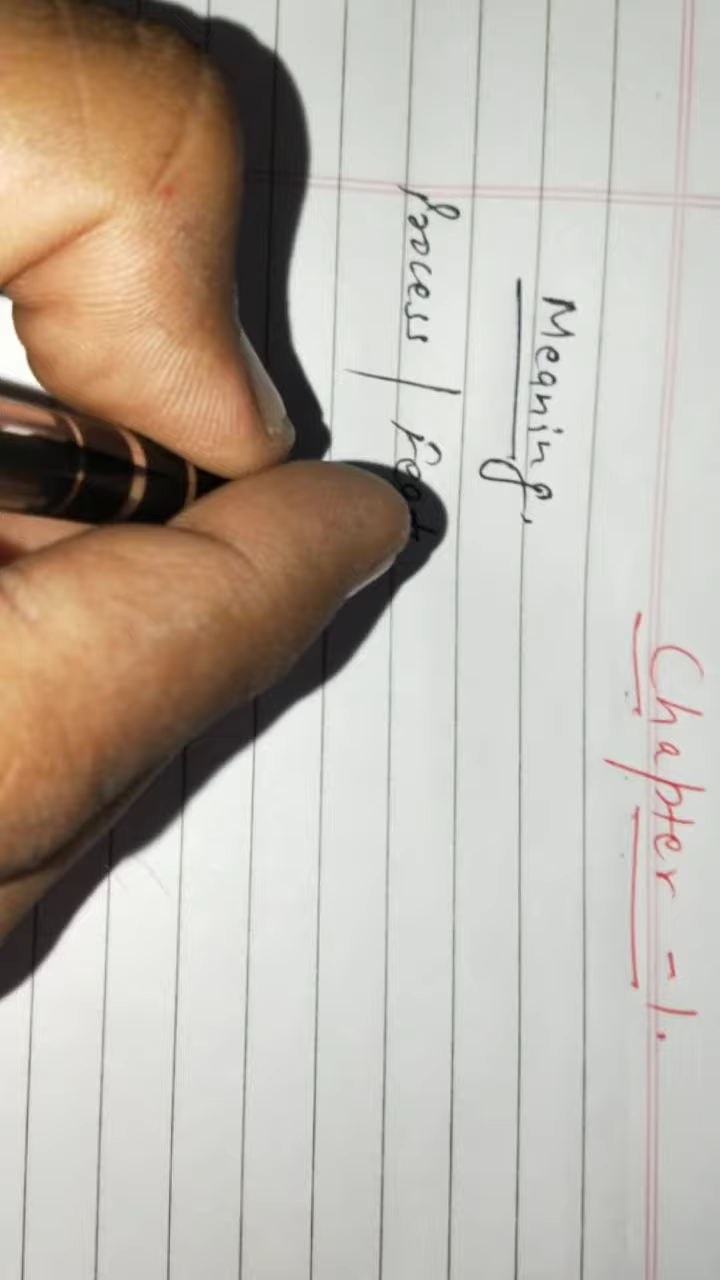 Chapter - 1.
Meaning,
Process /